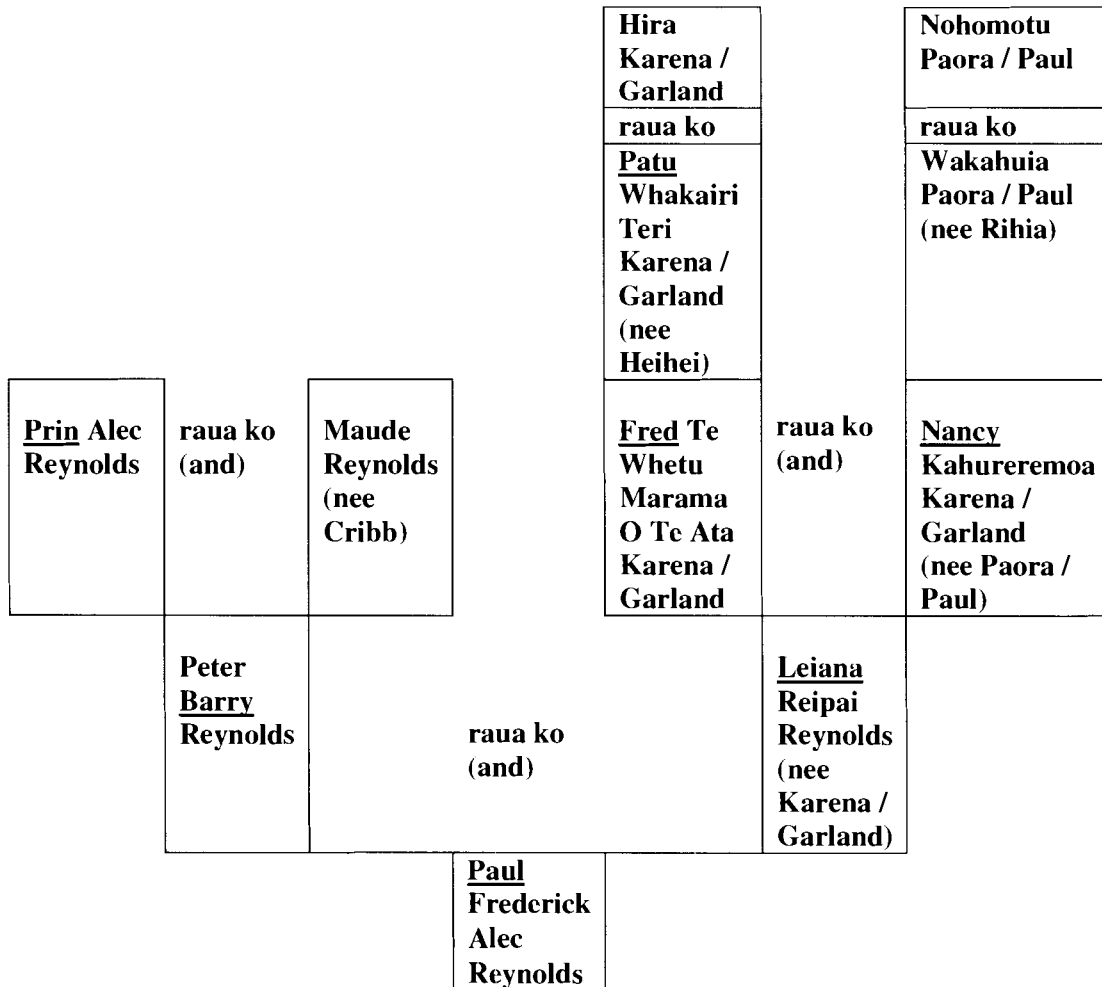 Hira
Karena /
Garland
raua ko
Patu
Whakairi
Teri
Karena /
Garland
(nee
Heihei)
Nohomotu
Paora / Paul
raua ko
Wakahuia
Paora / Paul
(nee Rihia)
Prin Alec
Reynolds
raua ko
(and)
Maude
Reynolds
(nee
Cribb)
Fred Te
Whetu
Marama
O Te Ata
Karena /
Garland
raua ko
(and)
Nancy
Kahureremoa
Karena /
Garland
(nee Paora /
Paul)
Peter
Barry
Reynolds
raua ko
(and)
Leiana
Reipai
Reynolds
(nee
Karena /
Garland)
Paul
Frederick
Alec
Reynolds